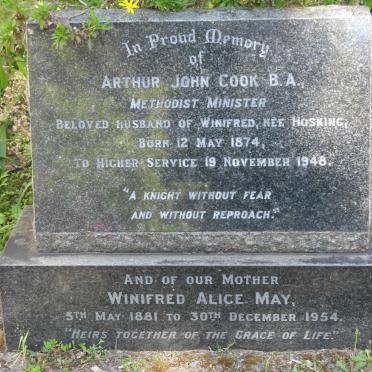 In Proud Memory
of
ARTHUR JOHN COOK B.A.,
METHODIST MINISTER
BELOVED HUSBAND OF WINIFRED, NÉE HOSKING,
BORN 12 MAY 1874,
TO HIGHER SERVICE 19 NOVEMBER 1948.
"A KNIGHT WITHOUT FEAR
AND WITHOUT REPROACH."
AND OF OUR MOTHER
WINIFRED ALICE MAY,
5TH MAY 1881 TO 30TH DECEMBER 1954.
"HEIRS TOGETHER OF THE GRACE OF LIFE."